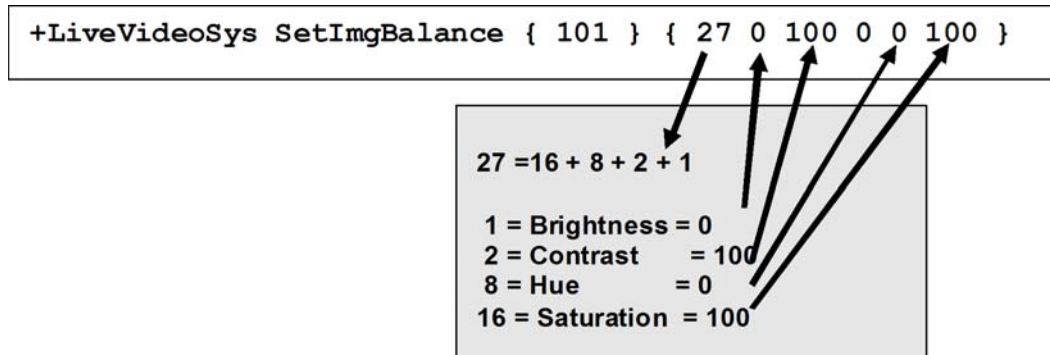 +LiveVideoSys SetImgBalance { 101 } { 27 0 100 0 0 100 }
27 =16 + 8 + 2 + 1
1 = Brightness = 0
2 = Contrast = 100
8 = Hue = 0
16 = Saturation = 100